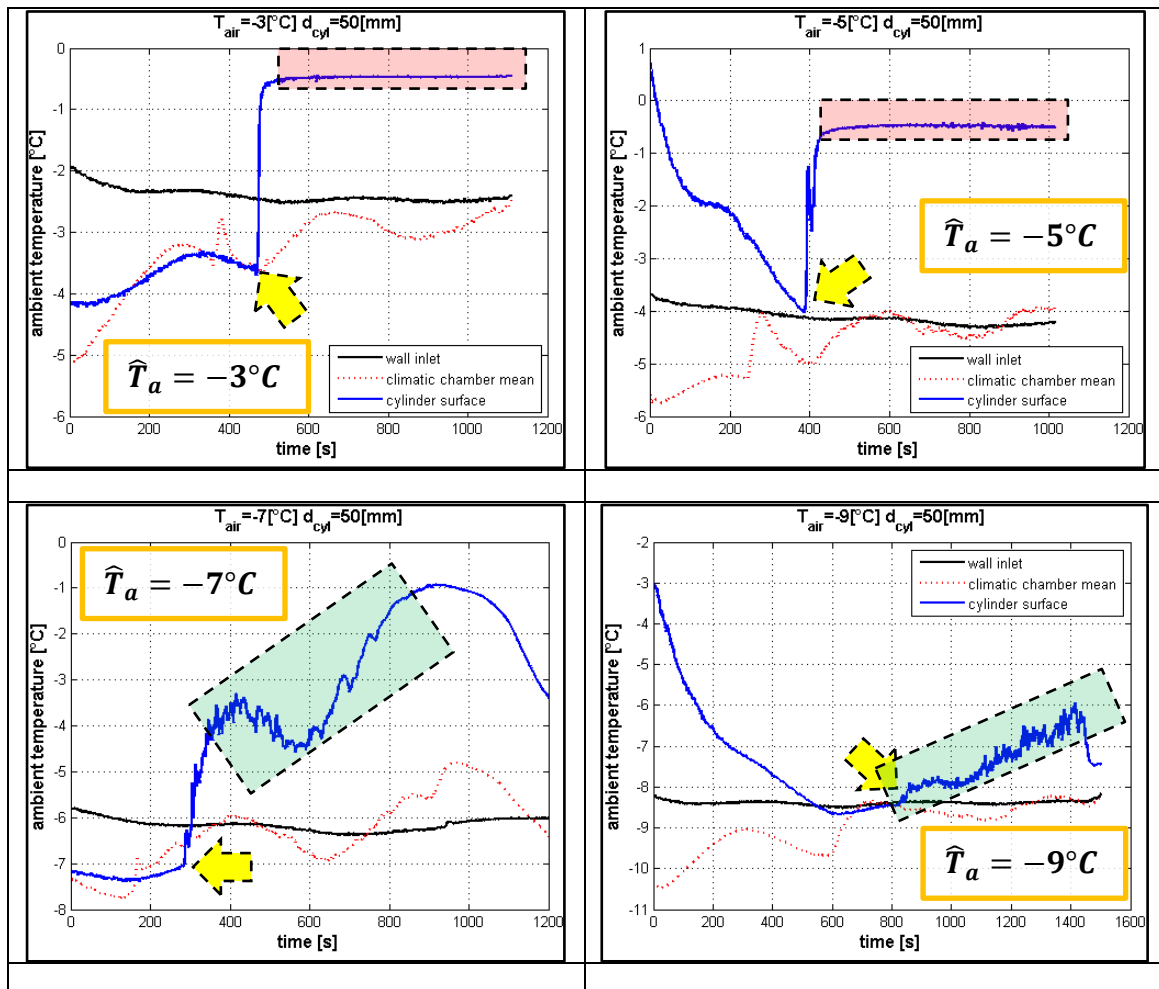 T_air=-3[°C] d_cyl=50[mm]
ambient temperature [°C]
0
-1
-2
-3
-4
-5
-6
T̂_a = −3°C
wall inlet
climatic chamber mean
cylinder surface
0 200 400 600 800 1000 1200
time [s]
T_air=-5[°C] d_cyl=50[mm]
ambient temperature [°C]
1
0
-1
-2
-3
-4
-5
-6
T̂_a = −5°C
wall inlet
climatic chamber mean
cylinder surface
0 200 400 600 800 1000 1200
time [s]
T_air=-7[°C] d_cyl=50[mm]
ambient temperature [°C]
0
-1
-2
-3
-4
-5
-6
-7
-8
T̂_a = −7°C
0 200 400 600 800 1000 1200
time [s]
T_air=-9[°C] d_cyl=50[mm]
ambient temperature [°C]
-2
-3
-4
-5
-6
-7
-8
-9
-10
-11
wall inlet
climatic chamber mean
cylinder surface
T̂_a = −9°C
0 200 400 600 800 1000 1200 1400 1600
time [s]